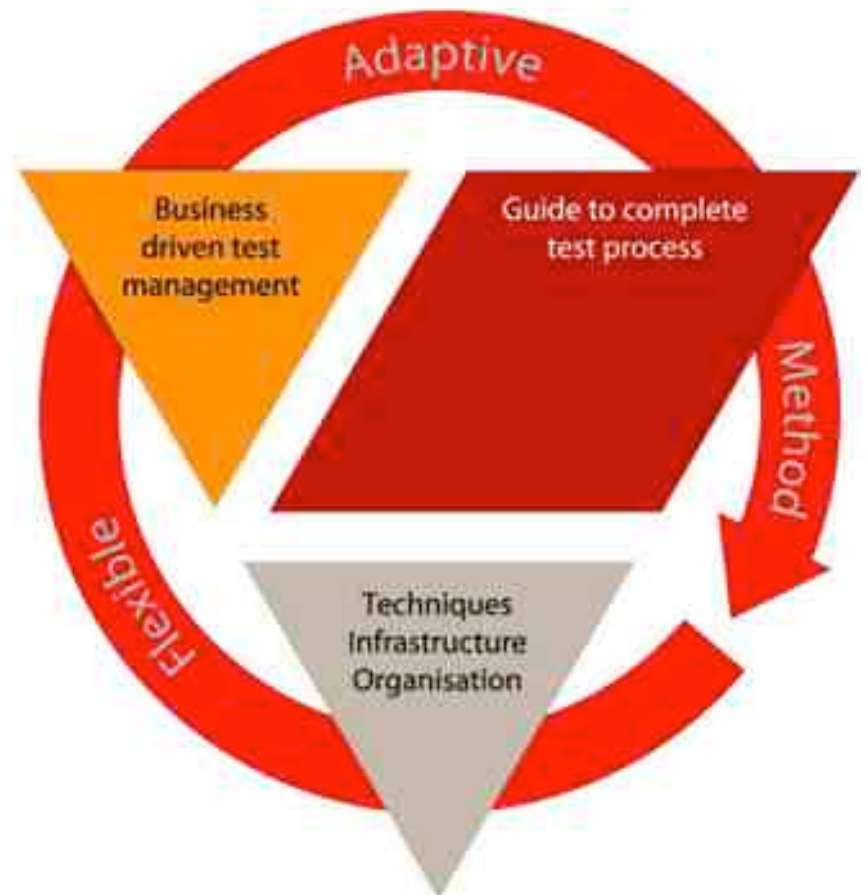 Adaptive
Business
driven test
management
Guide to complete
test process
Method
Flexible
Techniques
Infrastructure
Organisation